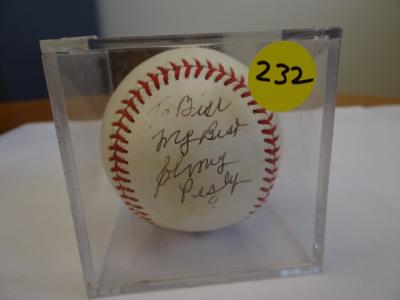 232
To Bill
My Best
Johnny
Pesky